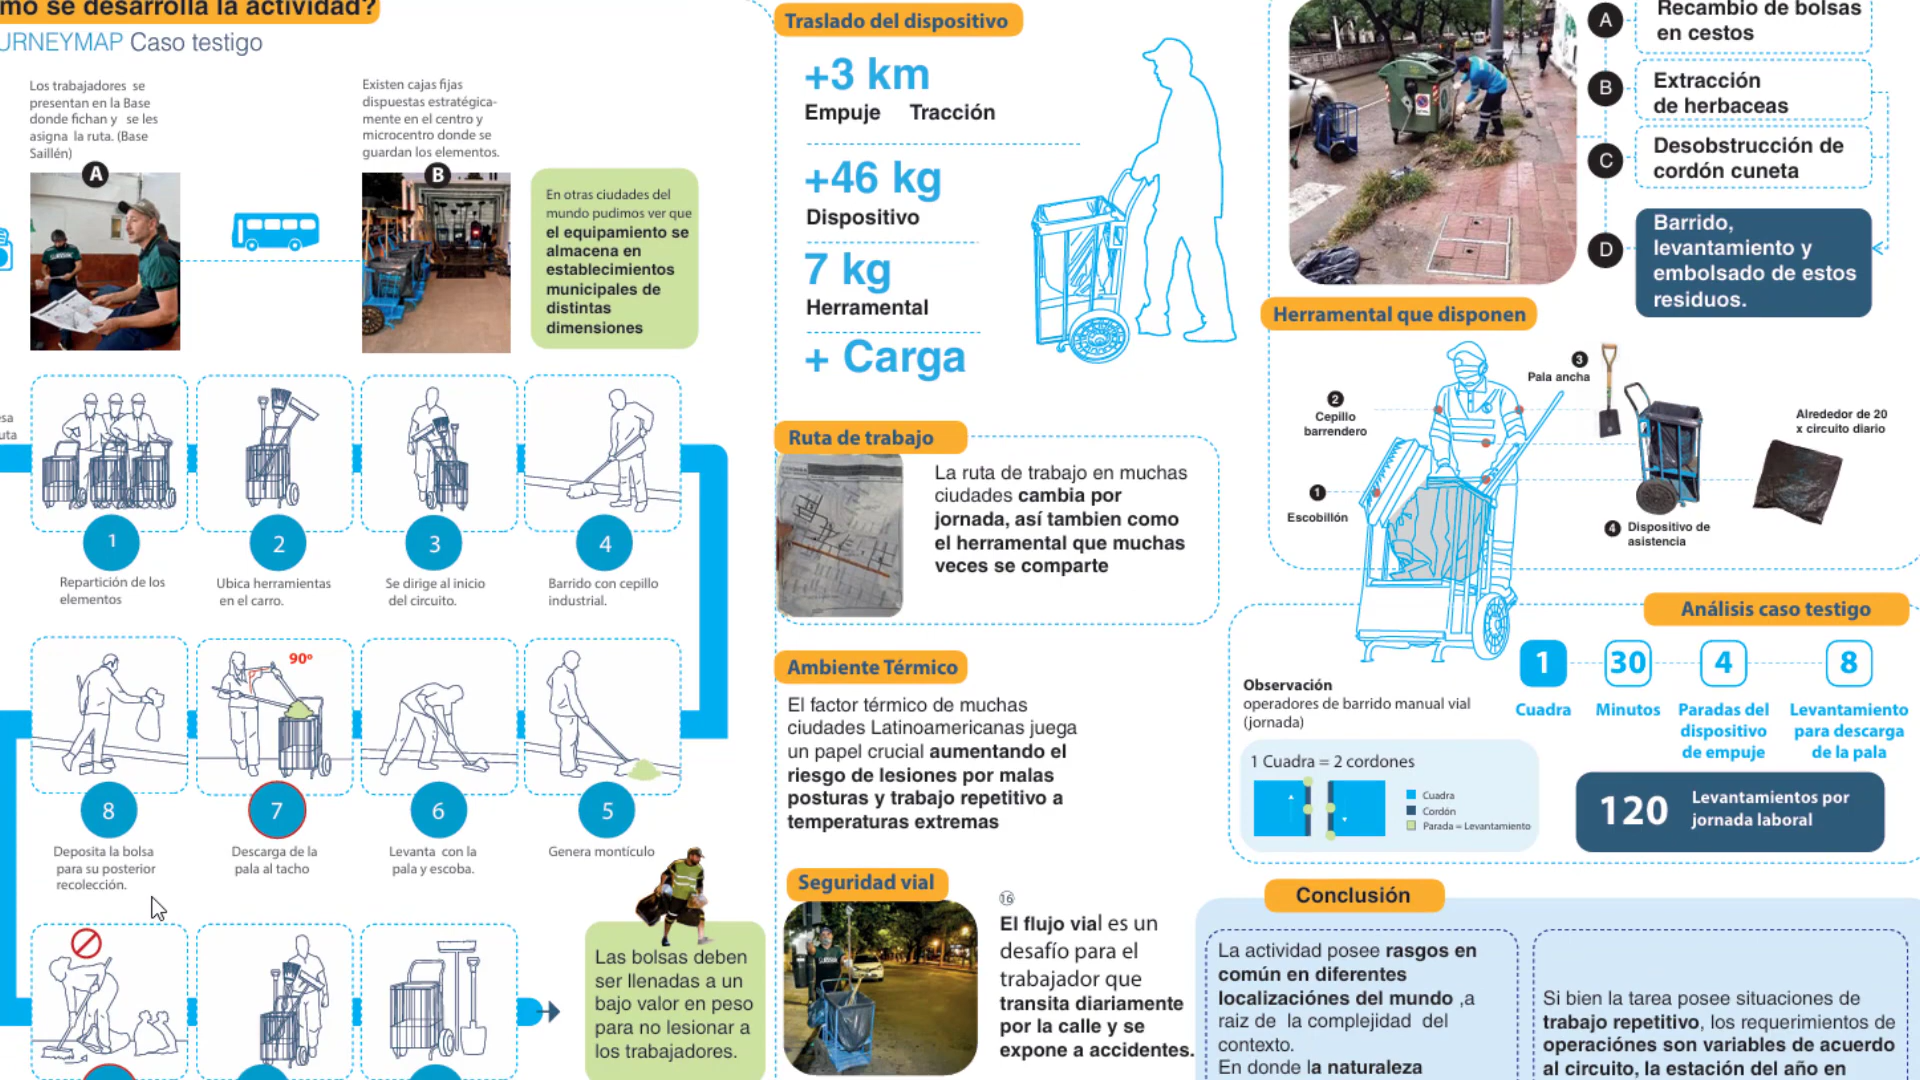 mo se desarrolla la actividad?
URNEYMAP Caso testigo
Los trabajadores se
presentan en la Base
donde fichan y se les
asigna la ruta. (Base
Saillén)
A
Existen cajas fijas
dispuestas estratégica-
mente en el centro y
microcentro donde se
guardan los elementos.
B
En otras ciudades del
mundo pudimos ver que
el equipamiento se
almacena en
establecimientos
municipales de
distintas
dimensiones
esa
uta
1
Repartición de los
elementos
2
Ubica herramientas
en el carro.
3
Se dirige al inicio
del circuito.
4
Barrido con cepillo
industrial.
8
Deposita la bolsa
para su posterior
recolección.
90º
7
Descarga de la
pala al tacho
6
Levanta con la
pala y escoba.
5
Genera montículo
Las bolsas deben
ser llenadas a un
bajo valor en peso
para no lesionar a
los trabajadores.
Traslado del dispositivo
+3 km
Empuje Tracción
+46 kg
Dispositivo
7 kg
Herramental
+ Carga
Ruta de trabajo
La ruta de trabajo en muchas
ciudades cambia por
jornada, así tambien como
el herramental que muchas
veces se comparte
Ambiente Térmico
El factor térmico de muchas
ciudades Latinoamericanas juega
un papel crucial aumentando el
riesgo de lesiones por malas
posturas y trabajo repetitivo a
temperaturas extremas
Seguridad vial
16
El flujo vial es un
desafío para el
trabajador que
transita diariamente
por la calle y se
expone a accidentes.
A
Recambio de bolsas
en cestos
B
Extracción
de herbaceas
C
Desobstrucción de
cordón cuneta
D
Barrido,
levantamiento y
embolsado de estos
residuos.
Herramental que disponen
3
Pala ancha
2
Cepillo
barrendero
1
Escobillón
Alrededor de 20
x circuito diario
4 Dispositivo de
asistencia
Análisis caso testigo
Observación
operadores de barrido manual vial
(jornada)
1 Cuadra = 2 cordones
Cuadra
Cordón
Parada = Levantamiento
1
Cuadra
30
Minutos
4
Paradas del
dispositivo
de empuje
8
Levantamiento
para descarga
de la pala
120
Levantamientos por
jornada laboral
Conclusión
La actividad posee rasgos en
común en diferentes
localizaciónes del mundo ,a
raiz de la complejidad del
contexto.
En donde la naturaleza
Si bien la tarea posee situaciones de
trabajo repetitivo, los requerimientos de
operaciónes son variables de acuerdo
al circuito, la estación del año en